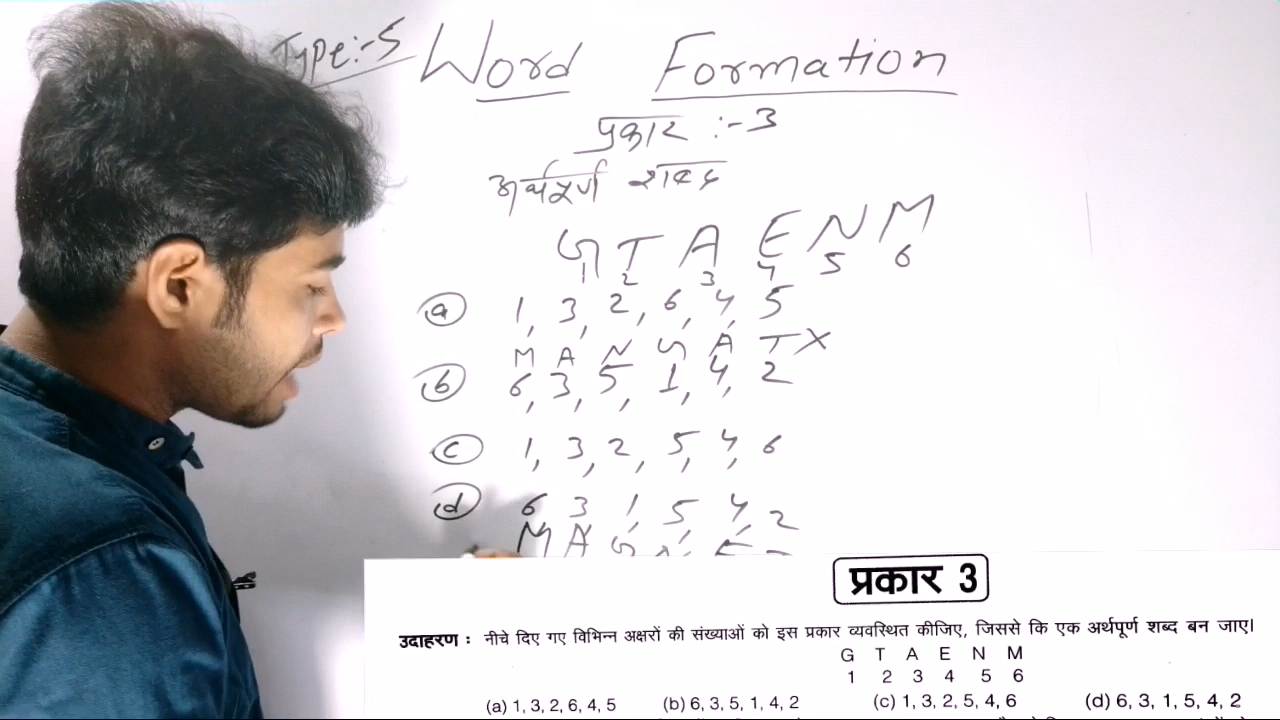 Type:-5 Word Formation
प्रकार :-3
अर्थपूर्ण शब्द
G T A E N M
1 2 3 4 5 6
(a) 1, 3, 2, 6, 4, 5
M A N G A T X
(b) 6, 3, 5, 1, 4, 2
(c) 1, 3, 2, 5, 4, 6
(d) 6 3 1, 5, 4, 2
M A G N E T
प्रकार 3
उदाहरण : नीचे दिए गए विभिन्न अक्षरों की संख्याओं को इस प्रकार व्यवस्थित कीजिए, जिससे कि एक अर्थपूर्ण शब्द बन जाए।
G T A E N M
1 2 3 4 5 6
(a) 1, 3, 2, 6, 4, 5 (b) 6, 3, 5, 1, 4, 2 (c) 1, 3, 2, 5, 4, 6 (d) 6, 3, 1, 5, 4, 2